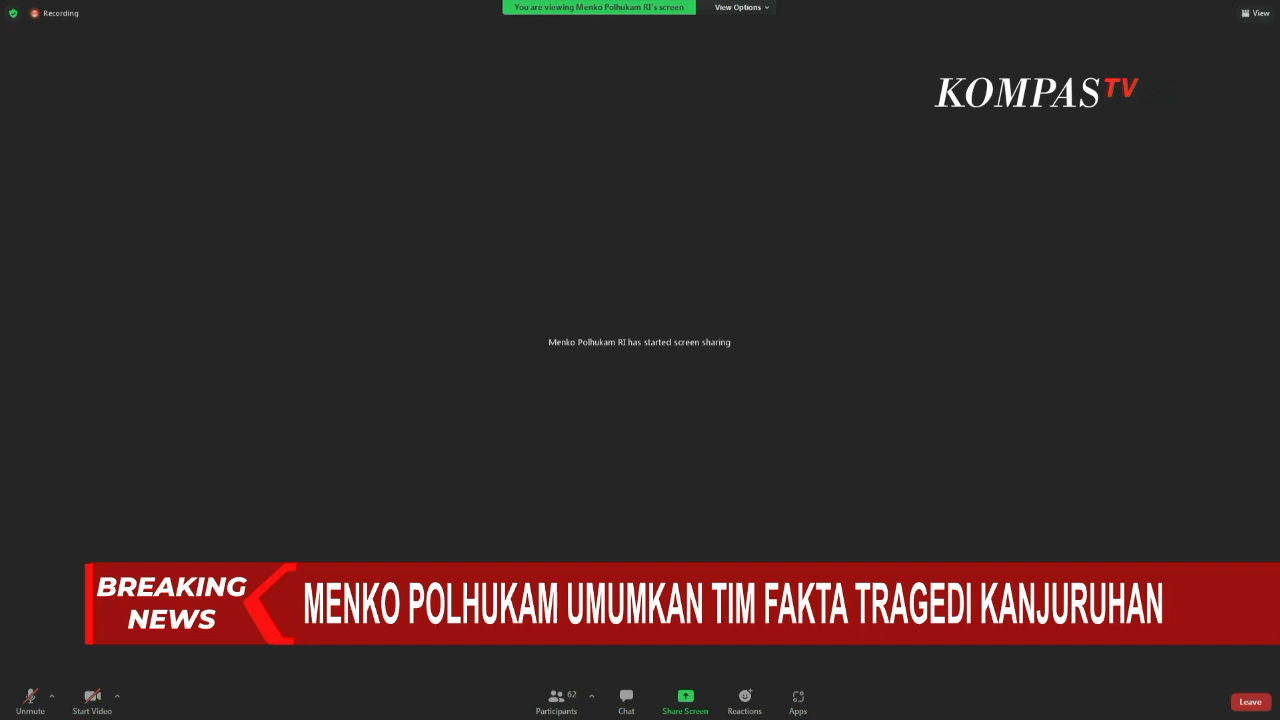 Recording
You are viewing Menko Polhukam RI's screen
View Options
View
KOMPASTV
Menko Polhukam RI has started screen sharing
BREAKING
NEWS
MENKO POLHUKAM UMUMKAN TIM FAKTA TRAGEDI KANJURUHAN
Unmute
Start Video
62
Participants
Chat
Share Screen
Reactions
Apps
Leave